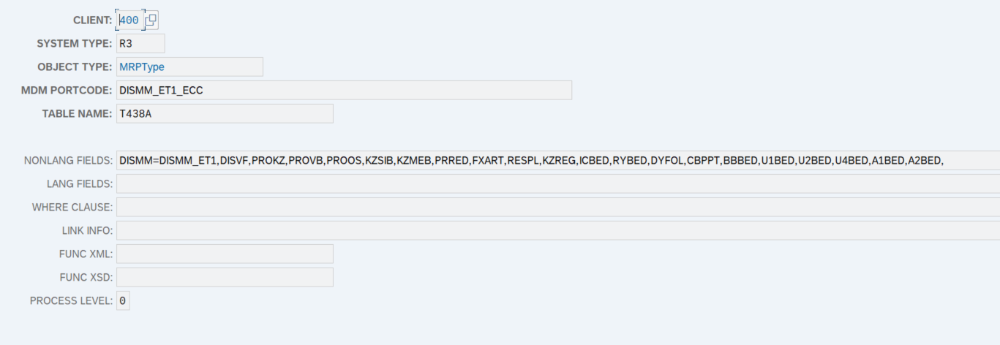 CLIENT: 400
SYSTEM TYPE: R3
OBJECT TYPE: MRPType
MDM PORTCODE: DISMM_ET1_ECC
TABLE NAME: T438A
NONLANG FIELDS: DISMM=DISMM_ET1,DISVF,PROKZ,PROVB,PROOS,KZSIB,KZMEB,PRRED,FXART,RESPL,KZREG,ICBED,RYBED,DYFOL,CBPPT,BBBED,U1BED,U2BED,U4BED,A1BED,A2BED,
LANG FIELDS:
WHERE CLAUSE:
LINK INFO:
FUNC XML:
FUNC XSD:
PROCESS LEVEL: 0